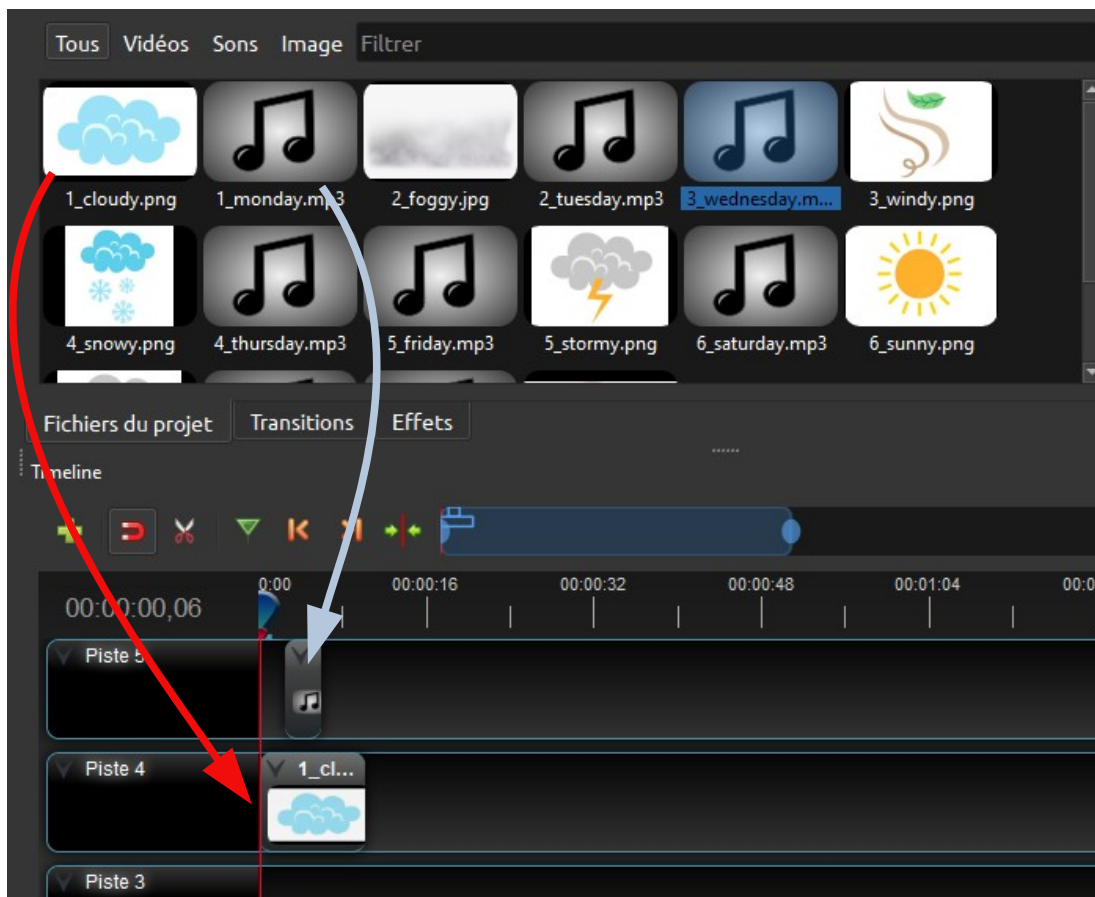 Tous Vidéos Sons Image Filtrer
1_cloudy.png 1_monday.mp3 2_foggy.jpg 2_tuesday.mp3 3_wednesday.m... 3_windy.png
4_snowy.png 4_thursday.mp3 5_friday.mp3 5_stormy.png 6_saturday.mp3 6_sunny.png
Fichiers du projet Transitions Effets
Timeline
0:00 00:00:16 00:00:32 00:00:48 00:01:04 00:0
00:00:00,06
Piste 5
Piste 4 1_cl...
Piste 3